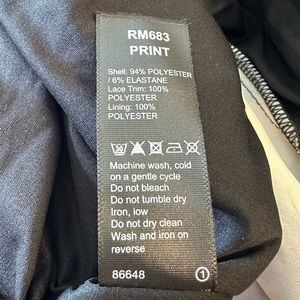 RM683
PRINT
Shell: 94% POLYESTER
/ 6% ELASTANE
Lace Trim: 100%
POLYESTER
Lining: 100%
POLYESTER
30
Machine wash, cold
on a gentle cycle
Do not bleach
Do not tumble dry
Iron, low
Do not dry clean
Wash and iron on
reverse
86648
1